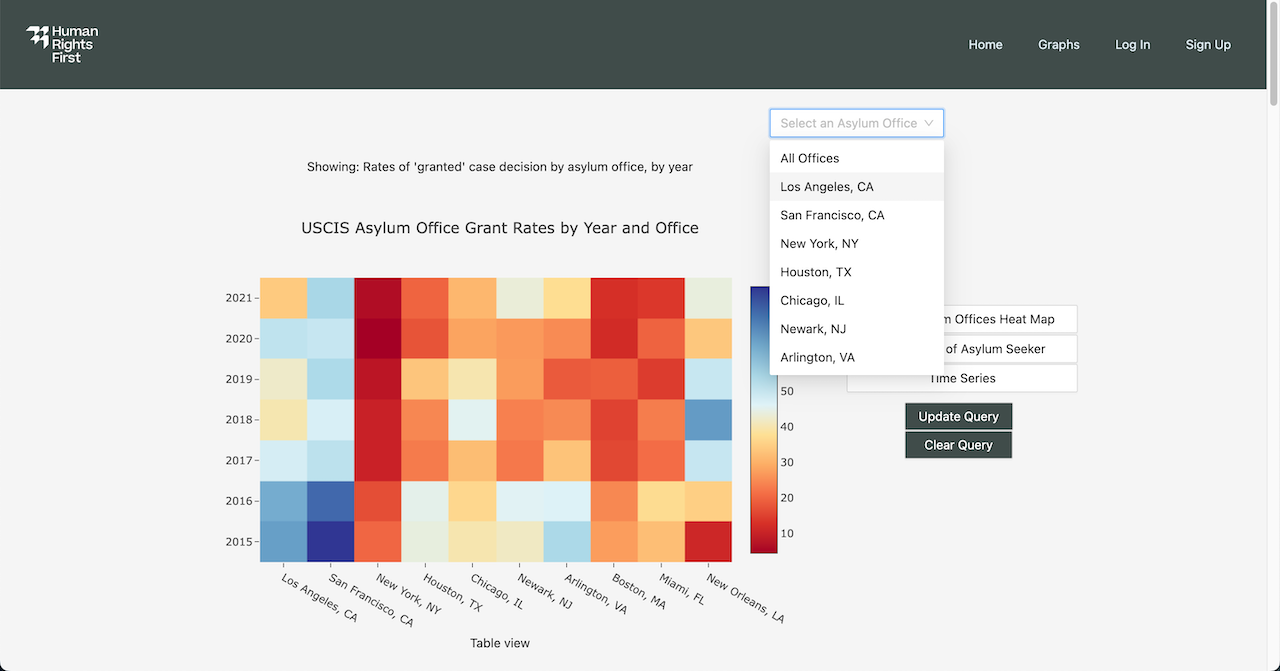 Human
Rights
First
Home
Graphs
Log In
Sign Up
Select an Asylum Office
All Offices
Los Angeles, CA
San Francisco, CA
New York, NY
Houston, TX
Chicago, IL
Newark, NJ
Arlington, VA
Showing: Rates of 'granted' case decision by asylum office, by year
USCIS Asylum Office Grant Rates by Year and Office
2021
2020
2019
2018
2017
2016
2015
Los Angeles, CA
San Francisco, CA
New York, NY
Houston, TX
Chicago, IL
Newark, NJ
Arlington, VA
Boston, MA
Miami, FL
New Orleans, LA
50
40
30
20
10
Offices Heat Map
of Asylum Seeker
Time Series
Update Query
Clear Query
Table view